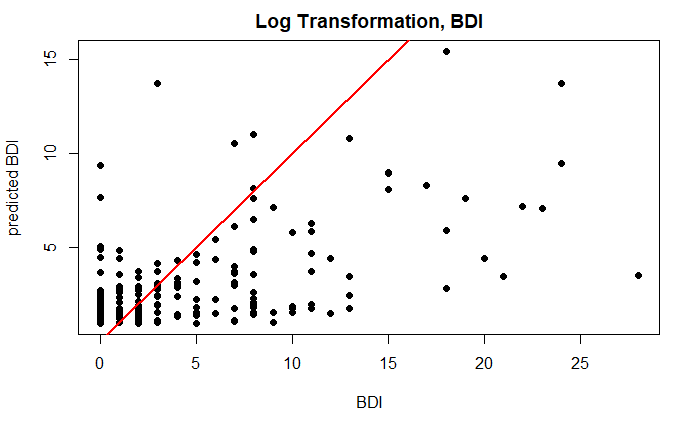 Log Transformation, BDI
predicted BDI
15
10
5
0 5 10 15 20 25
BDI